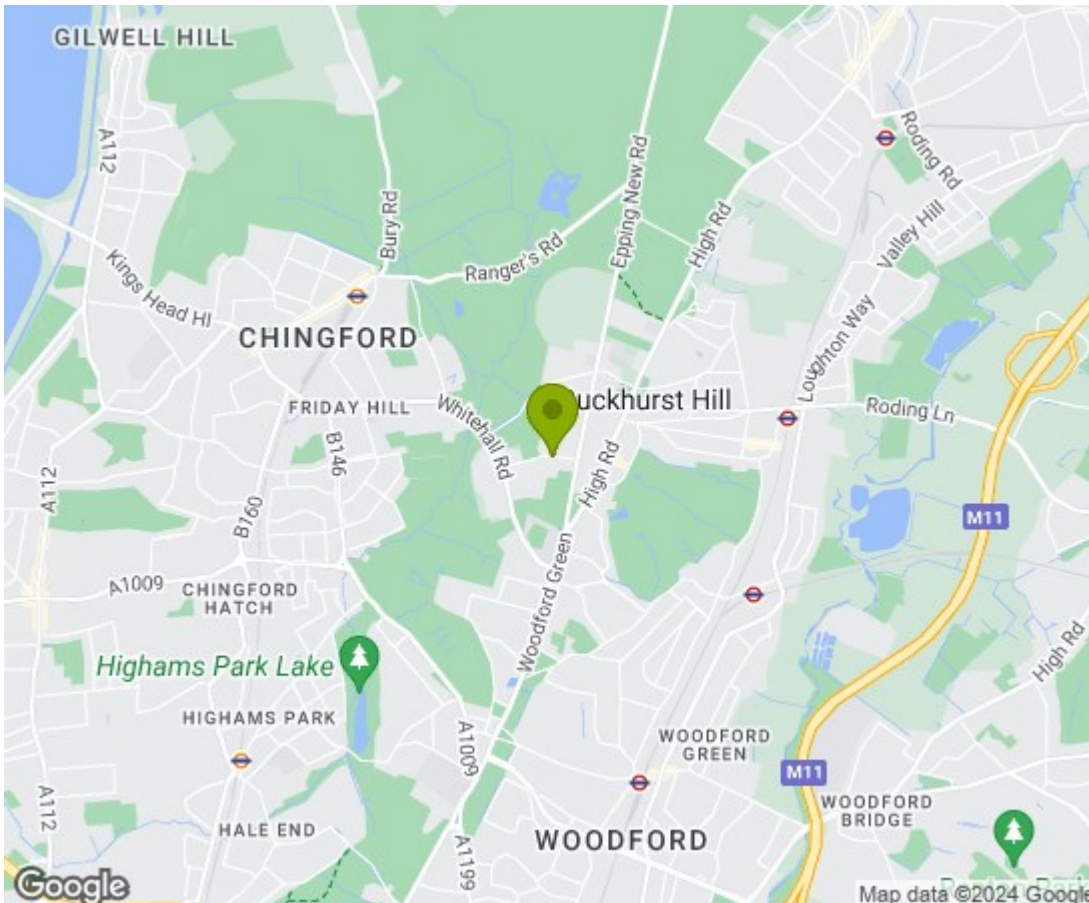 GILWELL HILL
A112
Bury Rd
Epping New Rd
High Rd
Roding Rd
Valley Hill
Ranger's Rd
Kings Head Hl
CHINGFORD
Loughton Way
FRIDAY HILL
Whitehall Rd
uckhurst Hill
Roding Ln
B146
High Rd
A112
B160
M11
A1009
CHINGFORD
HATCH
Woodford Green
High Rd
Highams Park Lake
HIGHAMS PARK
A1009
WOODFORD
GREEN
M11
A112
WOODFORD
BRIDGE
HALE END
WOODFORD
A1199
Google
Map data ©2024 Google